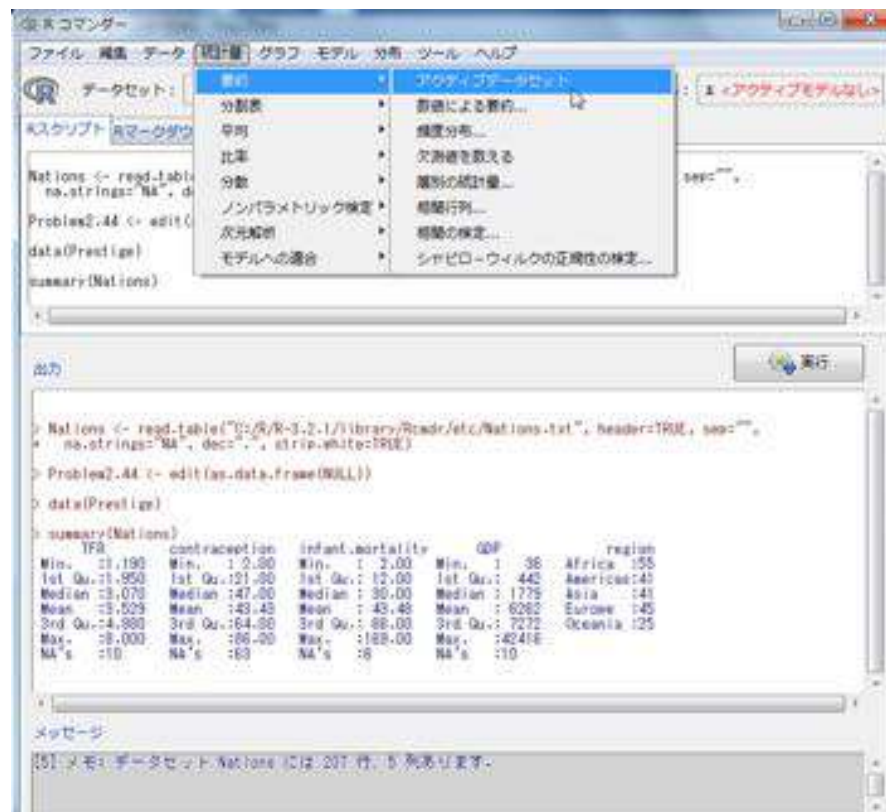 R コマンダー
ファイル 編集 データ 統計量 グラフ モデル 分布 ツール ヘルプ
データセット:
<アクティブモデルなし>
要約
分割表
平均
比率
分散
ノンパラメトリック検定
次元解析
モデルへの適合
アクティブデータセット
数値による要約...
頻度分布...
欠測値を数える
層別の統計量...
相関行列...
相関の検定...
シャピロ-ウィルクの正規性の検定...
Rスクリプト Rマークダウ
Nations <- read.tabl
sep="",
na.strings="NA", d
Problem2.44 <- edit(
data(Prestige)
summary(Nations)
出力
実行
> Nations <- read.table("C:/R/R-3.2.1/library/Rcmdr/etc/Nations.txt", header=TRUE, sep="",
+ na.strings="NA", dec=".", strip.white=TRUE)
> Problem2.44 <- edit(as.data.frame(NULL))
> data(Prestige)
> summary(Nations)
TFR contraception infant.mortality GDP region
Min. :1.190 Min. : 2.00 Min. : 2.00 Min. : 36 Africa :55
1st Qu.:1.950 1st Qu.:21.00 1st Qu.: 12.00 1st Qu.: 442 Americas:41
Median :3.070 Median :47.00 Median : 30.00 Median : 1779 Asia :41
Mean :3.529 Mean :43.43 Mean : 43.48 Mean : 6262 Europe :45
3rd Qu.:4.980 3rd Qu.:64.00 3rd Qu.: 66.00 3rd Qu.: 7272 Oceania :25
Max. :8.000 Max. :86.00 Max. :169.00 Max. :42416
NA's :10 NA's :63 NA's :6 NA's :10
メッセージ
[5] メモ: データセット Nations には 207 行、5 列あります.